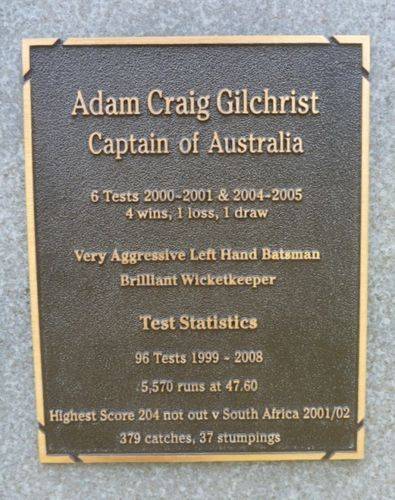 Adam Craig Gilchrist
Captain of Australia
6 Tests 2000-2001 & 2004-2005
4 wins, 1 loss, 1 draw
Very Aggressive Left Hand Batsman
Brilliant Wicketkeeper
Test Statistics
96 Tests 1999 - 2008
5,570 runs at 47.60
Highest Score 204 not out v South Africa 2001/02
379 catches, 37 stumpings